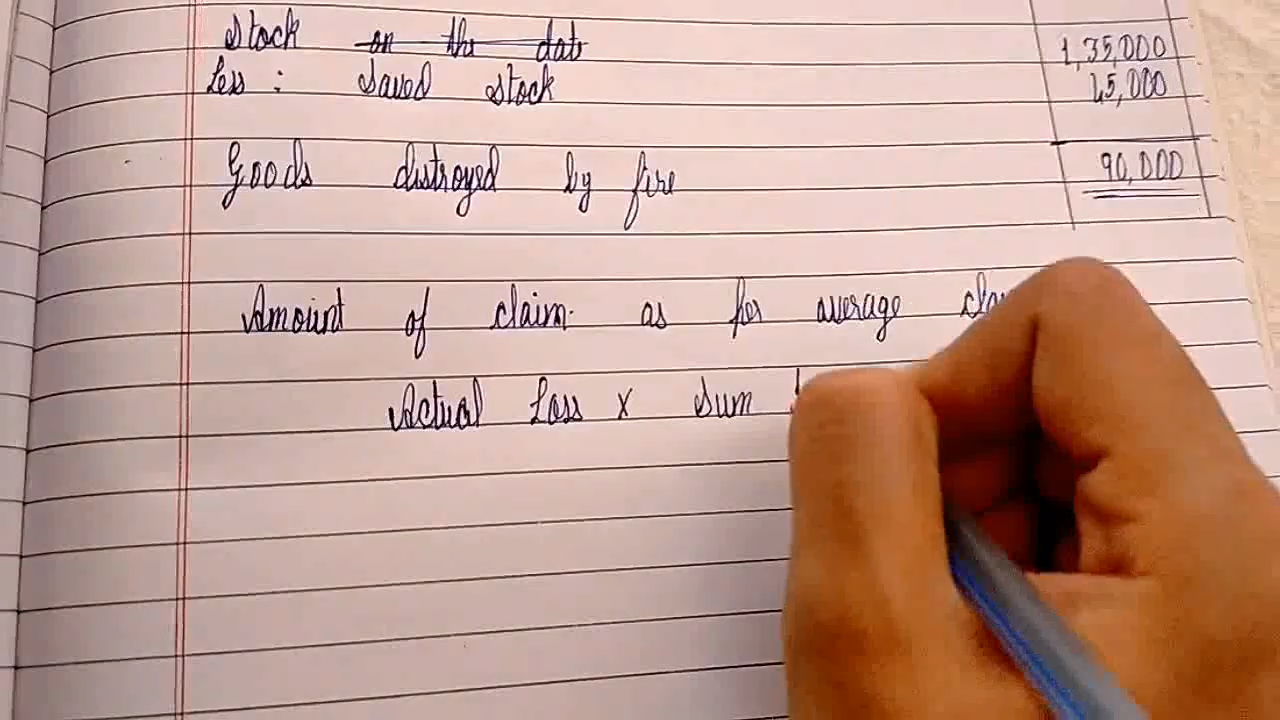 Stock on the date 1,35,000
Less : Saved stock 45,000
Goods distroyed by fire 90,000
Amount of claim as per average
Actual Loss x Sum